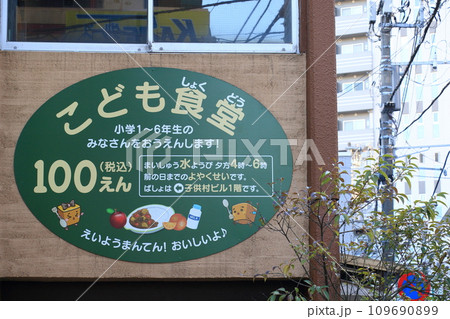 こども食堂
しょく どう
小学1~6年生の
みなさんをおうえんします!
100(税込)えん
まいしゅう水ようび 夕方4時~6時
前の日までのよやくせいです。
ばしょは 子供村ビル1階です。
えいようまんてん! おいしいよ♪
PIXTA
pixta.jp - 109690899